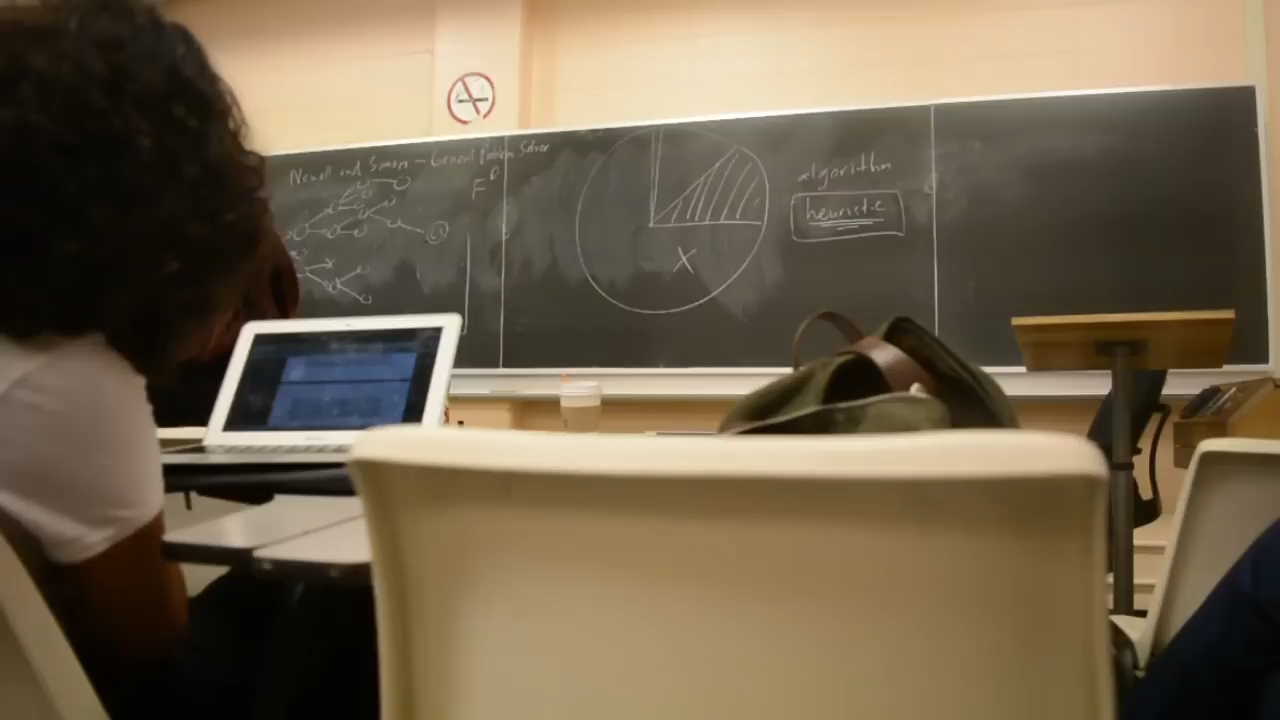 Newell and Simon – General Problem Solver
F
X
algorithm
heuristic